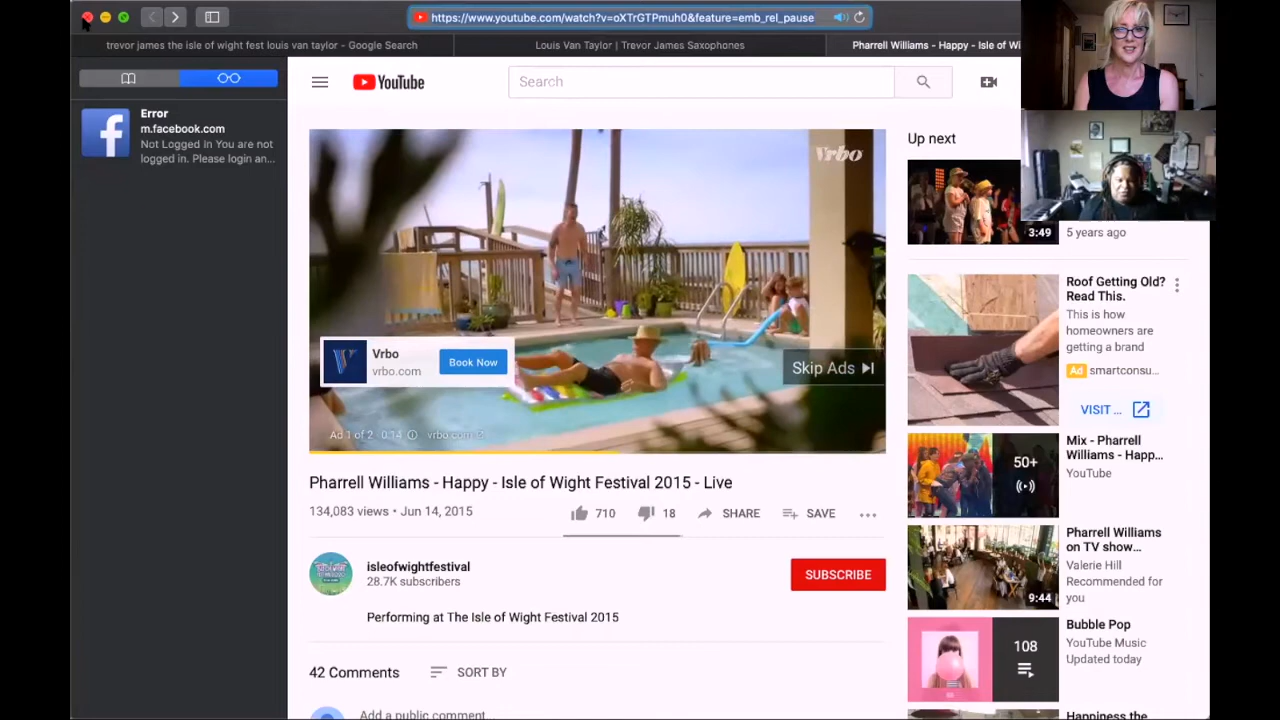 https://www.youtube.com/watch?v=oXTrGTPmuh0&feature=emb_rel_pause
trevor james the isle of wight fest louis van taylor - Google Search
Louis Van Taylor | Trevor James Saxophones
Pharrell Williams - Happy - Isle of Wi
Error
m.facebook.com
Not Logged In You are not
logged in. Please login an...
YouTube
Search
Vrbo
Vrbo
vrbo.com
Book Now
Skip Ads
Ad 1 of 2 · 0:14
vrbo.com
Pharrell Williams - Happy - Isle of Wight Festival 2015 - Live
134,083 views • Jun 14, 2015
710
18
SHARE
SAVE
isleofwightfestival
28.7K subscribers
SUBSCRIBE
Performing at The Isle of Wight Festival 2015
42 Comments
SORT BY
Add a public comment...
Up next
3:49
5 years ago
Roof Getting Old?
Read This.
This is how
homeowners are
getting a brand
Ad smartconsu...
VISIT ...
50+
Mix - Pharrell
Williams - Happ...
YouTube
9:44
Pharrell Williams
on TV show...
Valerie Hill
Recommended for
you
108
Bubble Pop
YouTube Music
Updated today
Happiness the